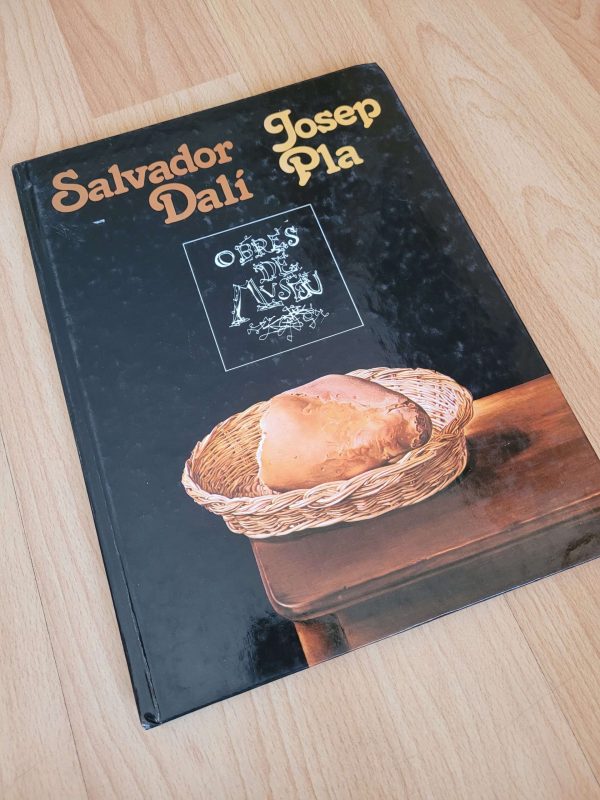 Salvador
Dalí
Josep
Pla
OBRES
DE
MUSEU